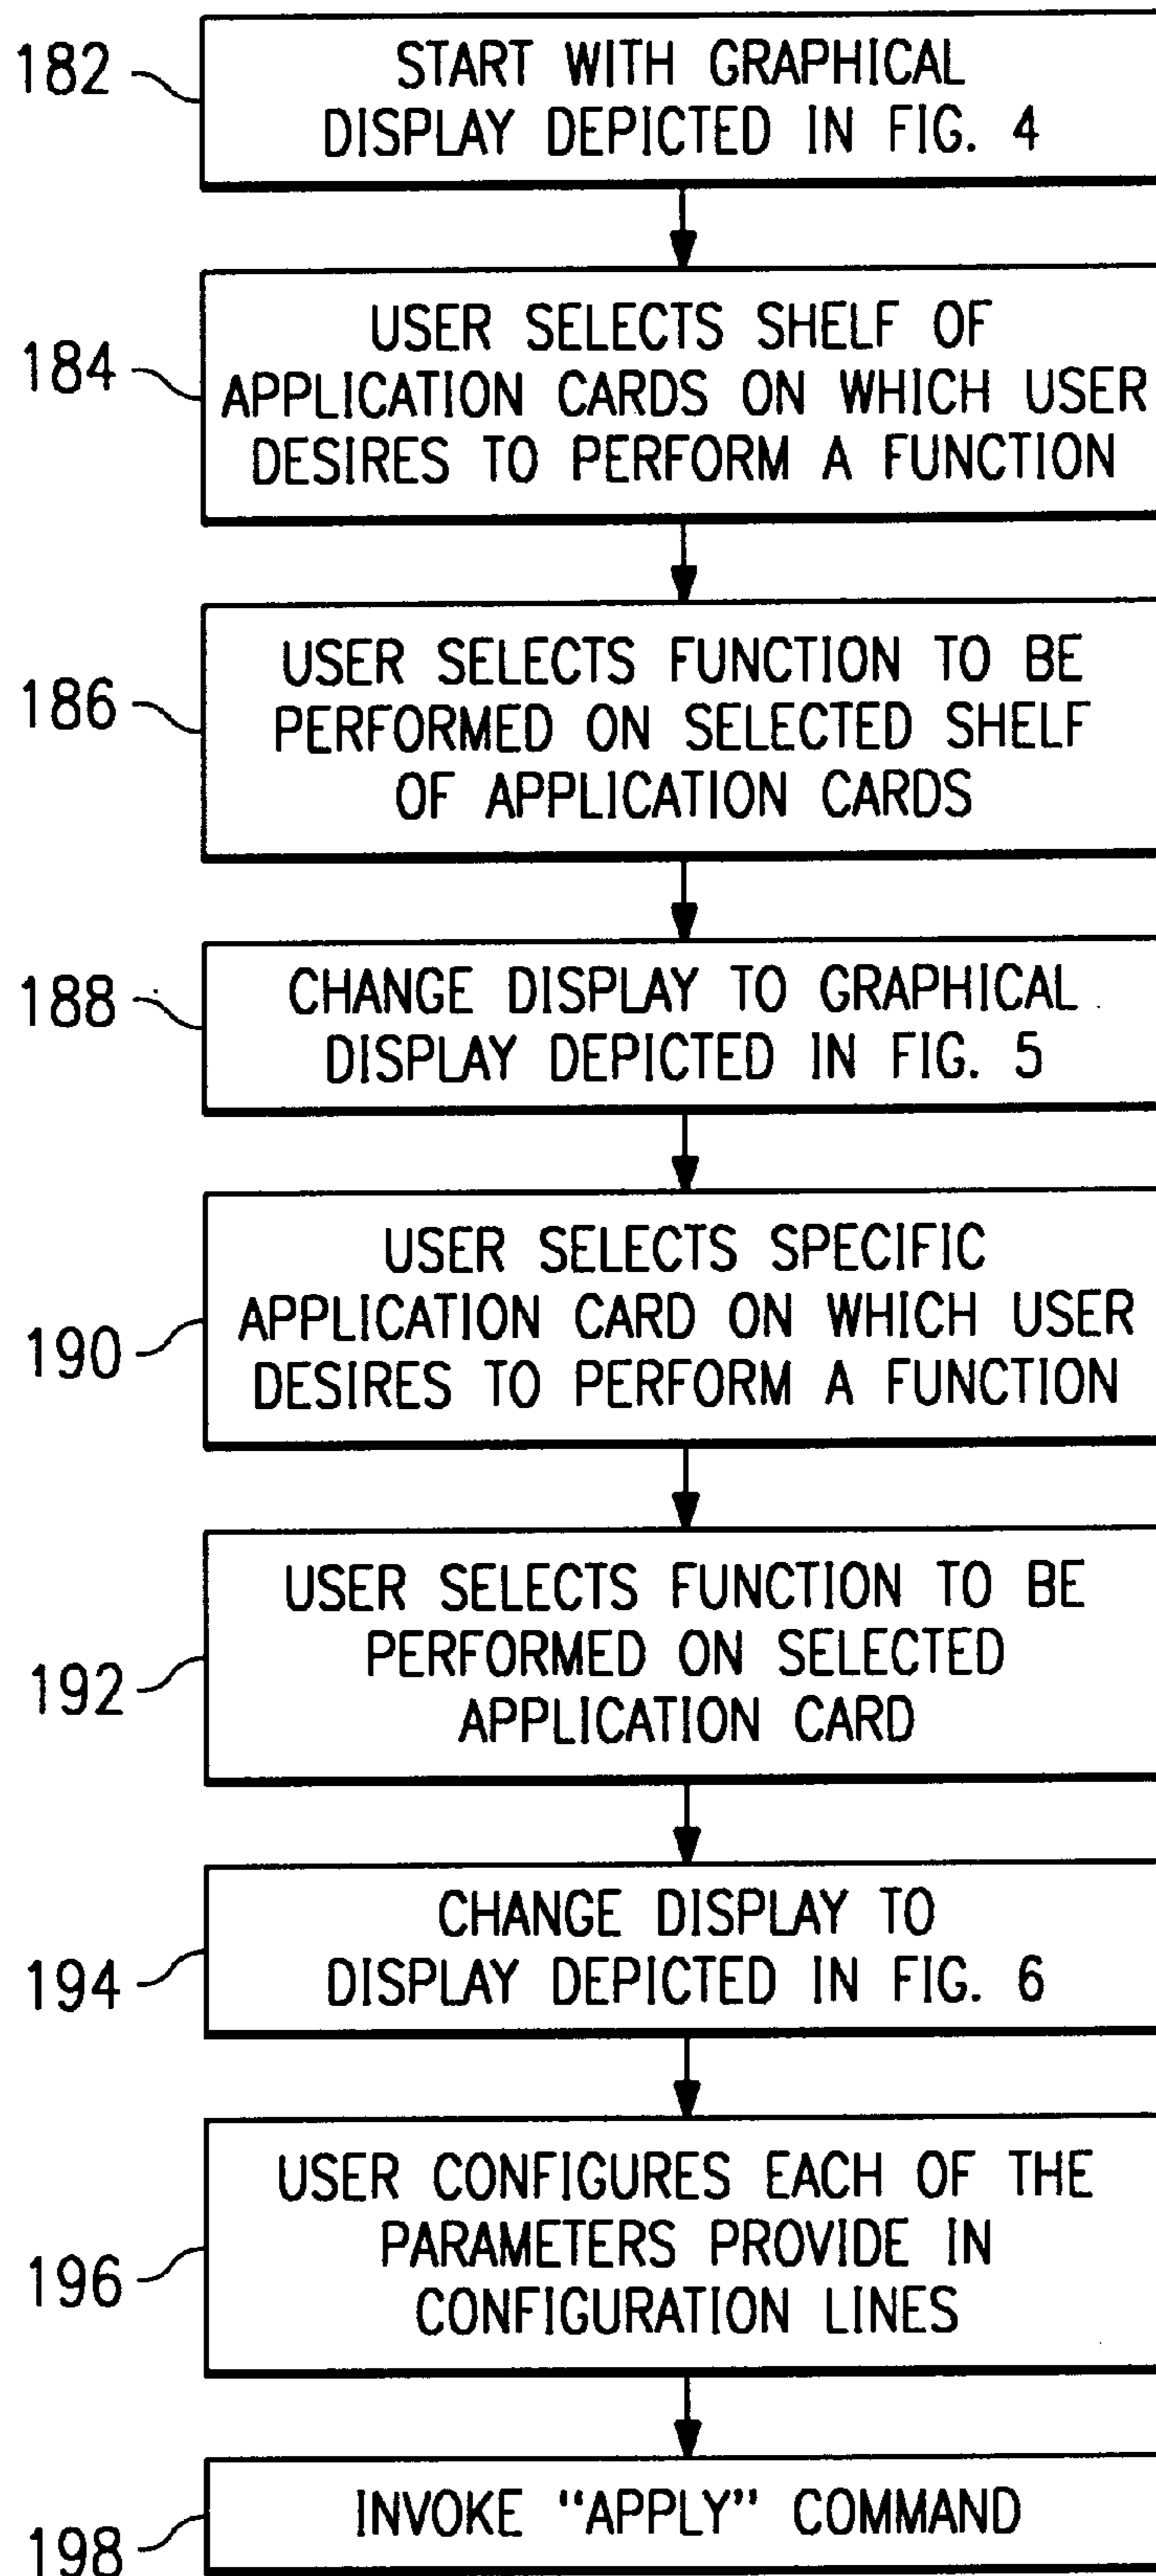 182
START WITH GRAPHICAL
DISPLAY DEPICTED IN FIG. 4
184
USER SELECTS SHELF OF
APPLICATION CARDS ON WHICH USER
DESIRES TO PERFORM A FUNCTION
186
USER SELECTS FUNCTION TO BE
PERFORMED ON SELECTED SHELF
OF APPLICATION CARDS
188
CHANGE DISPLAY TO GRAPHICAL
DISPLAY DEPICTED IN FIG. 5
190
USER SELECTS SPECIFIC
APPLICATION CARD ON WHICH USER
DESIRES TO PERFORM A FUNCTION
192
USER SELECTS FUNCTION TO BE
PERFORMED ON SELECTED
APPLICATION CARD
194
CHANGE DISPLAY TO
DISPLAY DEPICTED IN FIG. 6
196
USER CONFIGURES EACH OF THE
PARAMETERS PROVIDE IN
CONFIGURATION LINES
198
INVOKE “APPLY” COMMAND